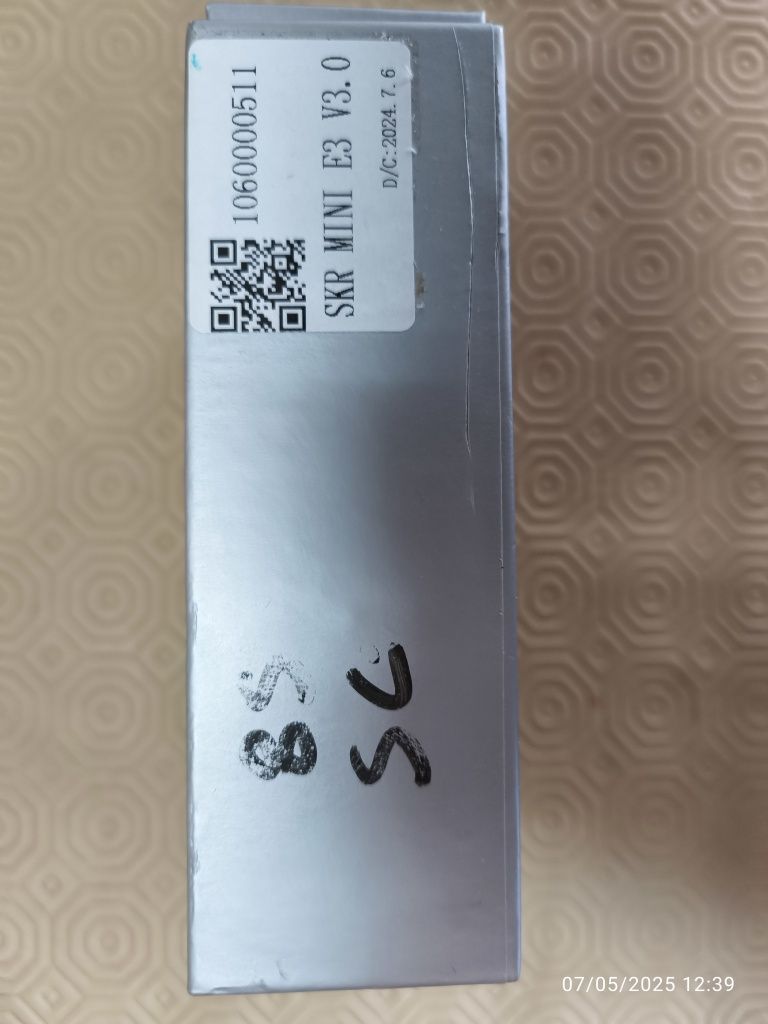 1060000511
SKR MINI E3 V3.0
D/C:2024.7.6
07/05/2025 12:39